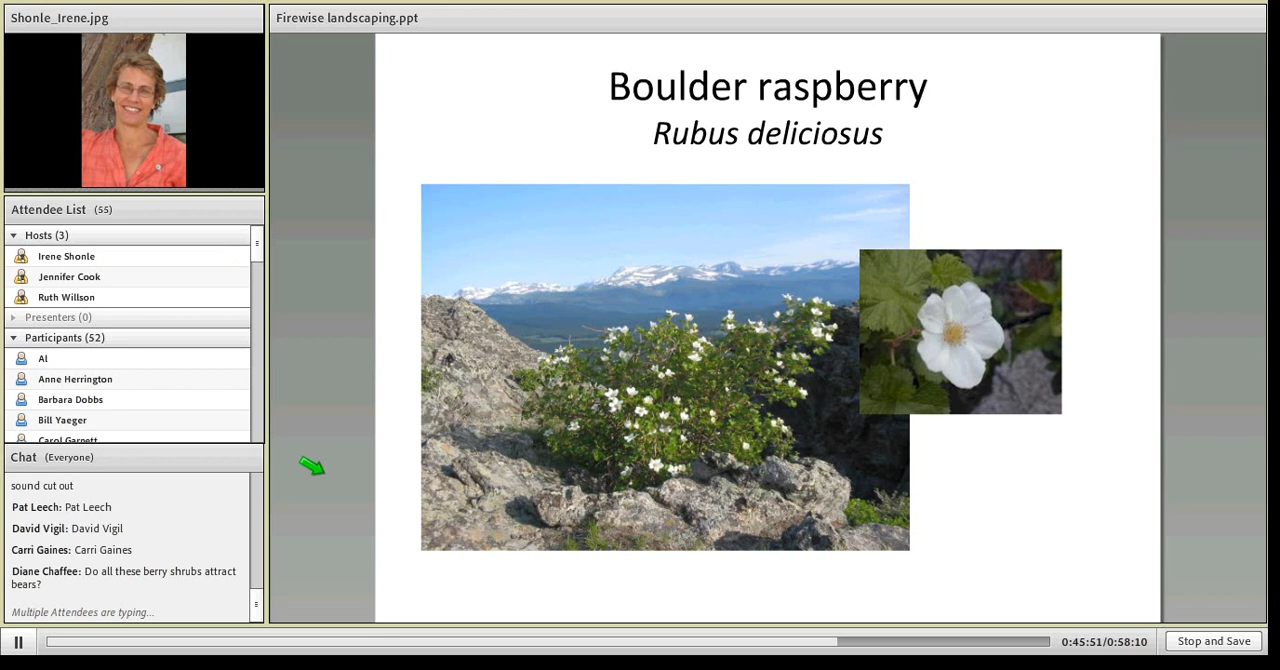 Shonle_Irene.jpg
Firewise landscaping.ppt
Boulder raspberry
Rubus deliciosus
Attendee List (55)
Hosts (3)
Irene Shonle
Jennifer Cook
Ruth Willson
Presenters (0)
Participants (52)
Al
Anne Herrington
Barbara Dobbs
Bill Yaeger
Carol Garnett
Chat (Everyone)
sound cut out
Pat Leech: Pat Leech
David Vigil: David Vigil
Carri Gaines: Carri Gaines
Diane Chaffee: Do all these berry shrubs attract
bears?
Multiple Attendees are typing...
0:45:51/0:58:10
Stop and Save